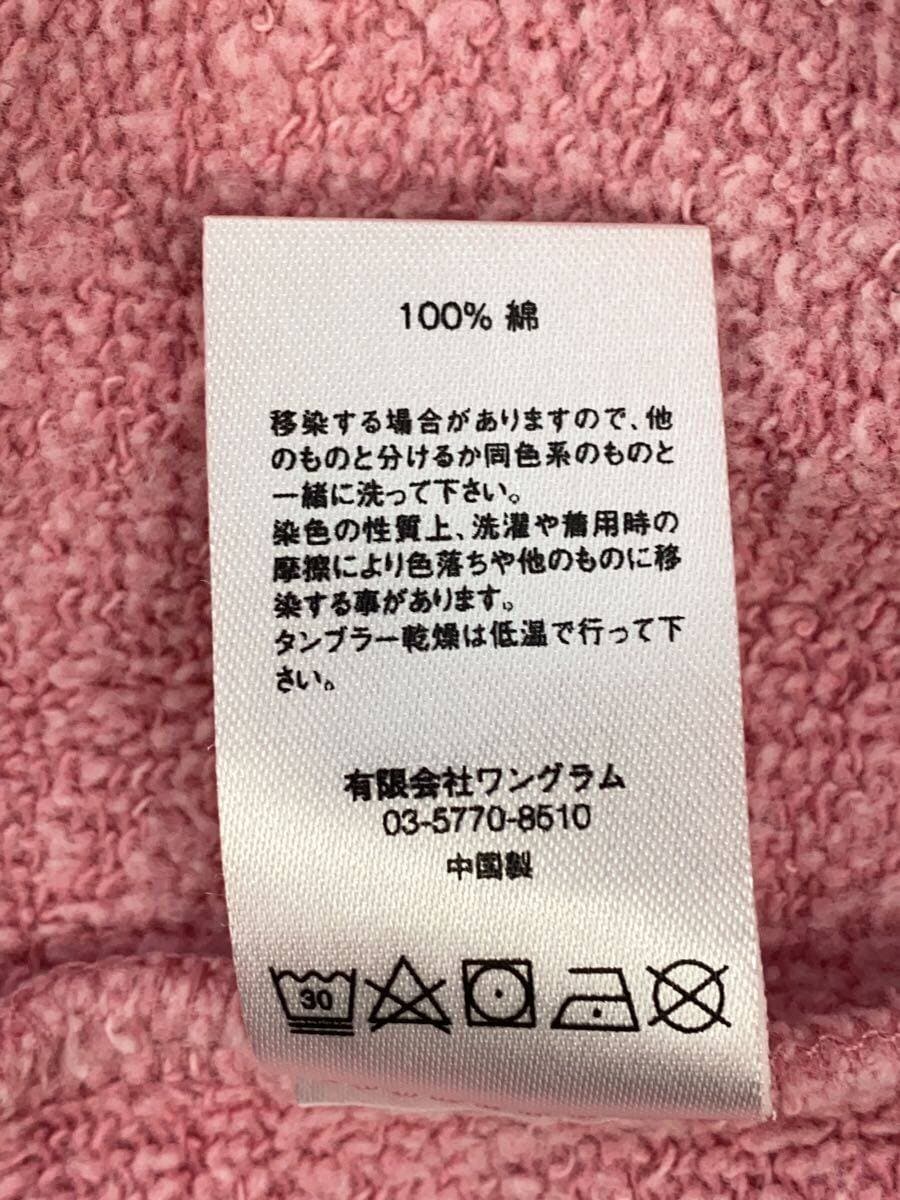 100% 綿
移染する場合がありますので、他
のものと分けるか同色系のものと
一緒に洗って下さい。
染色の性質上、洗濯や着用時の
摩擦により色落ちや他のものに移
染する事があります。
タンブラー乾燥は低温で行って下
さい。
有限会社ワングラム
03-5770-8510
中国製
30